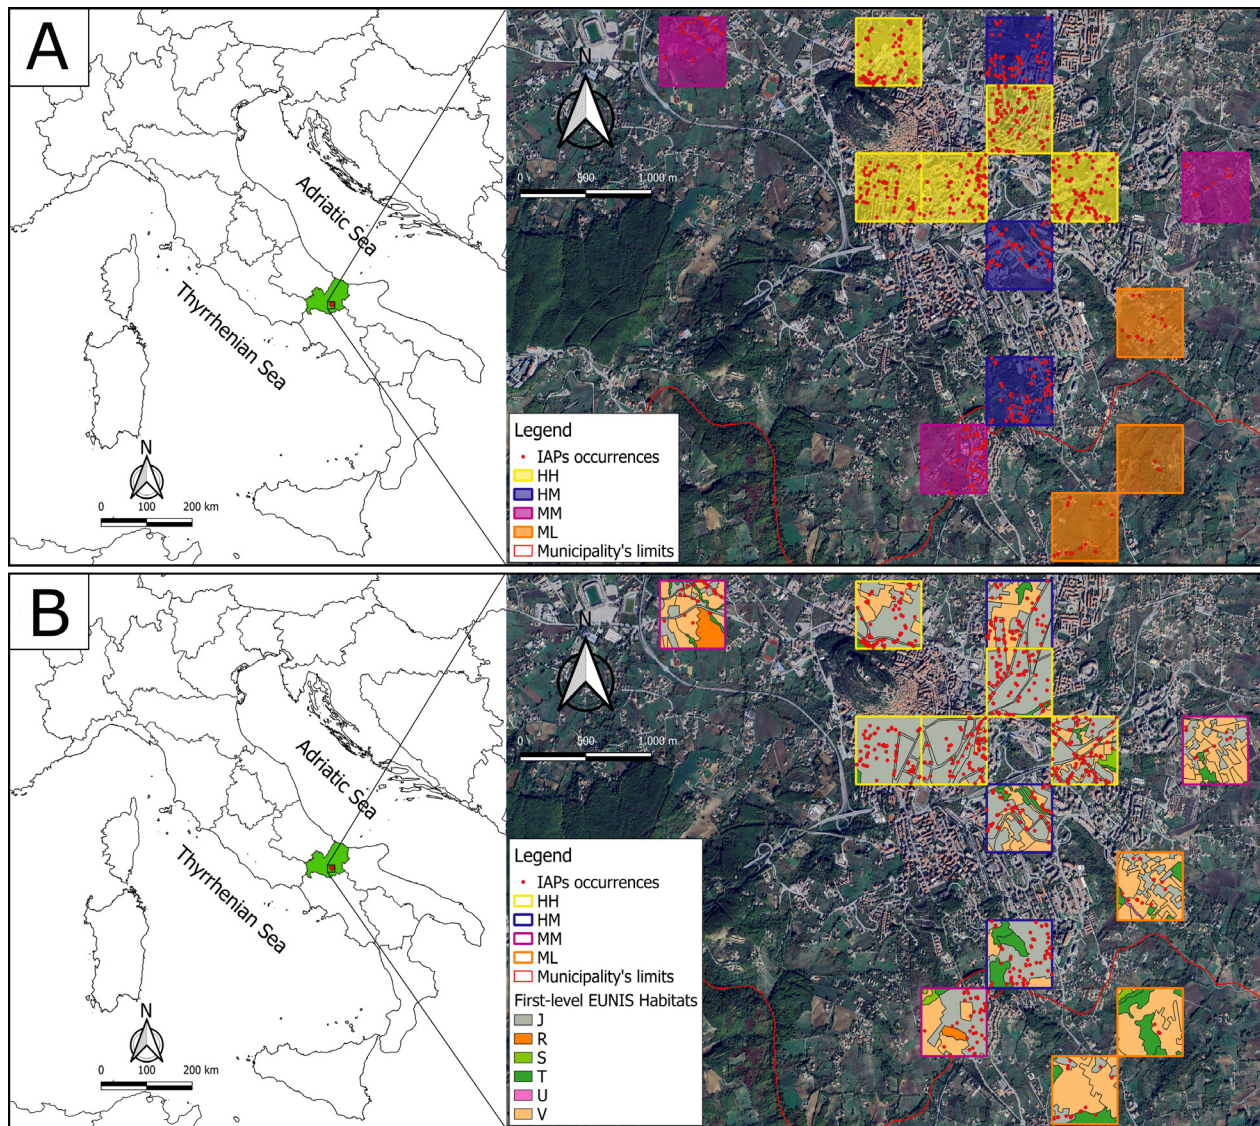 A
Adriatic Sea
Thyrrhenian Sea
N
0 100 200 km
N
0 500 1,000 m
Legend
IAPs occurrences
HH
HM
MM
ML
Municipality's limits
B
Adriatic Sea
Thyrrhenian Sea
N
0 100 200 km
N
0 500 1,000 m
Legend
IAPs occurrences
HH
HM
MM
ML
Municipality's limits
First-level EUNIS Habitats
J
R
S
T
U
V